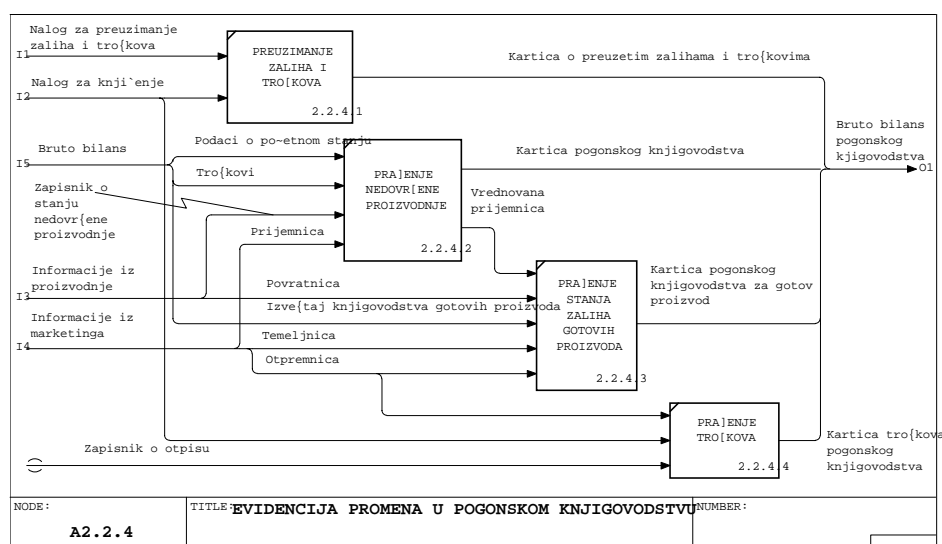 Nalog za preuzimanje
zaliha i tro{kova
I1
Nalog za knji`enje
I2
PREUZIMANJE
ZALIHA I
TRO[KOVA
2.2.4.1
Kartica o preuzetim zalihama i tro{kovima
Bruto bilans
pogonskog
kjigovodstva
O1
Bruto bilans
I5
Podaci o po~etnom stanju
Tro{kovi
Zapisnik o
stanju
nedovr{ene
proizvodnje
Prijemnica
PRA]ENJE
NEDOVR[ENE
PROIZVODNJE
2.2.4.2
Kartica pogonskog knjigovodstva
Vrednovana
prijemnica
Informacije iz
proizvodnje
I3
Informacije iz
marketinga
I4
Povratnica
Izve{taj knjigovodstva gotovih proizvoda
Temeljnica
Otpremnica
PRA]ENJE
STANJA
ZALIHA
GOTOVIH
PROIZVODA
2.2.4.3
Kartica pogonskog
knjigovodstva za gotov
proizvod
PRA]ENJE
TRO[KOVA
2.2.4.4
Kartica tro{kova
pogonskog
knjigovodstva
Zapisnik o otpisu
NODE:
A2.2.4
TITLE:
EVIDENCIJA PROMENA U POGONSKOM KNJIGOVODSTVU
NUMBER: